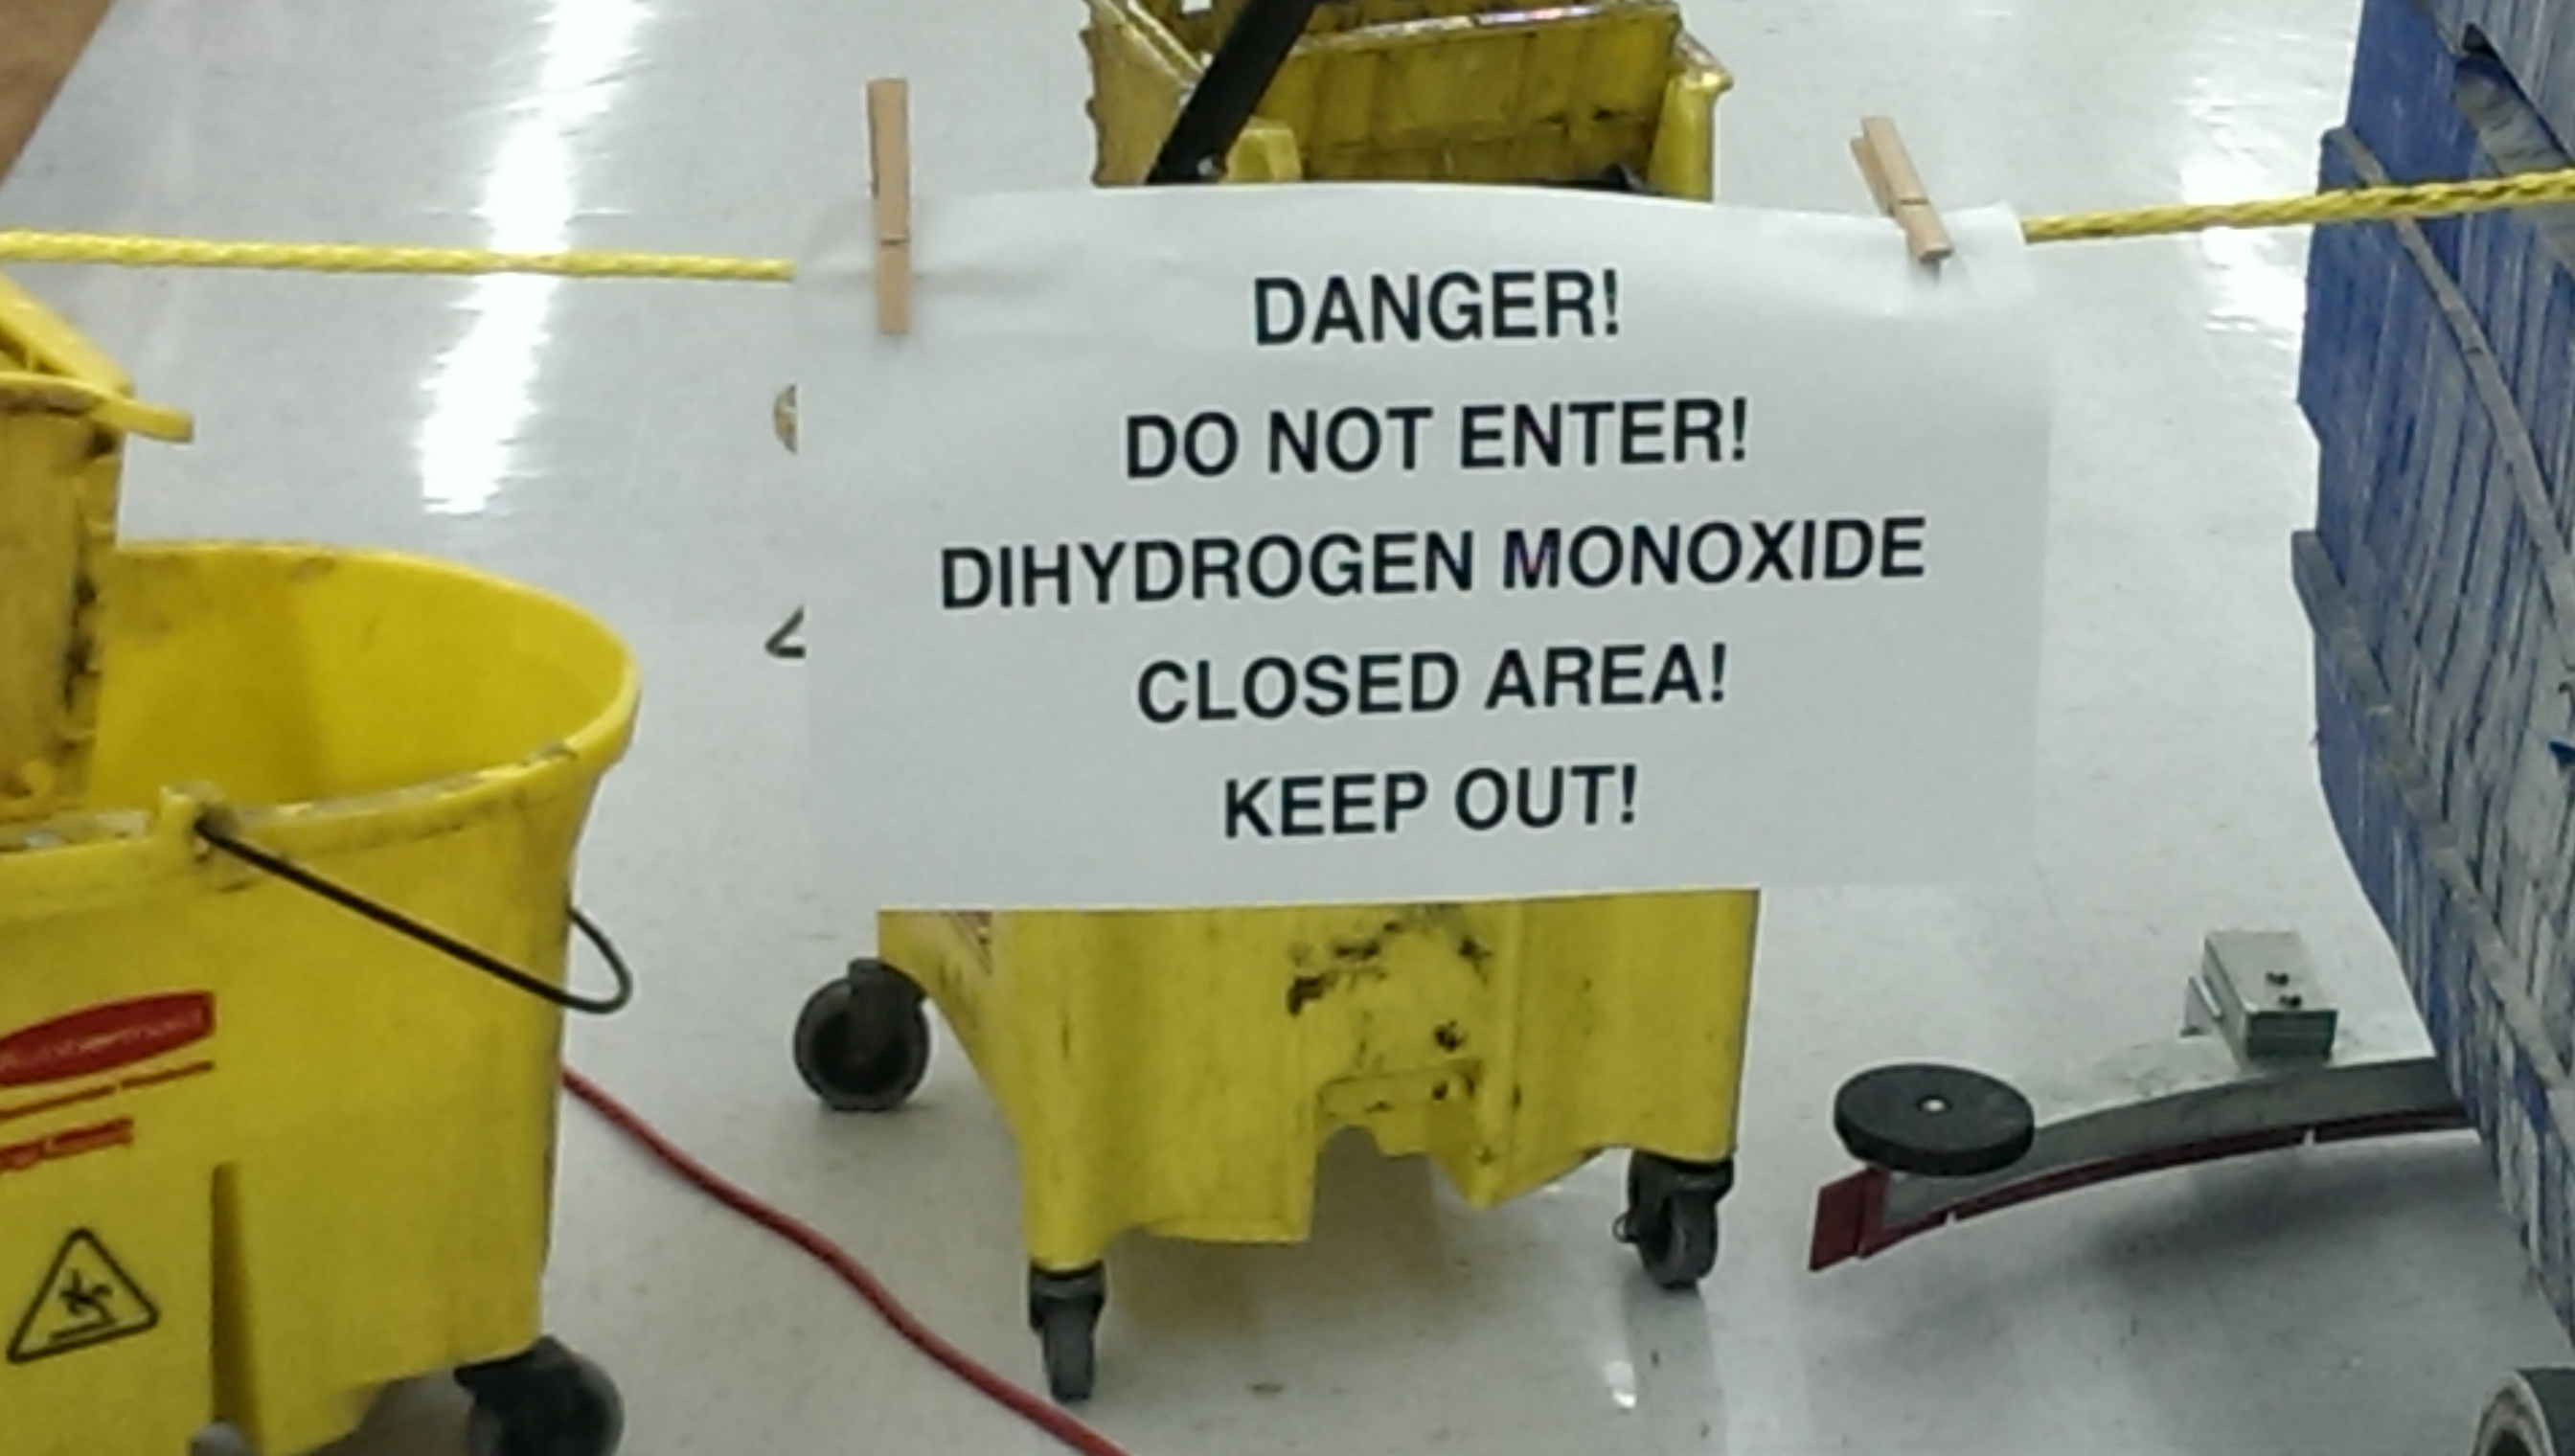 DANGER!
DO NOT ENTER!
DIHYDROGEN MONOXIDE
CLOSED AREA!
KEEP OUT!